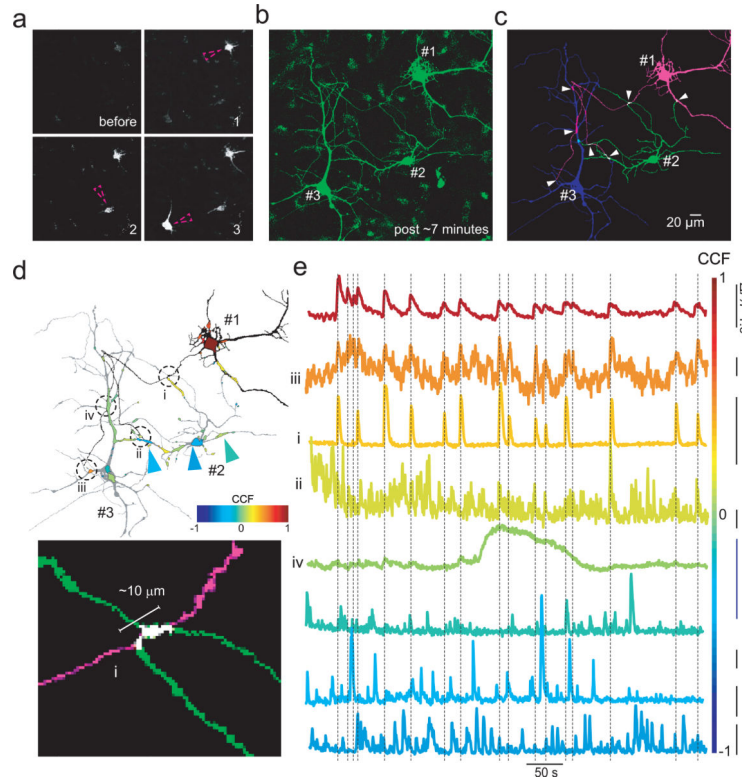 a
before
1
2
3
b
#1
#2
#3
post ~7 minutes
c
#1
#2
#3
20 µm
d
#1
i
iv
ii
iii
#2
#3
CCF
-1
0
1
~10 µm
i
e
CCF
1
iii
i
ii
0
iv
-1
50 s